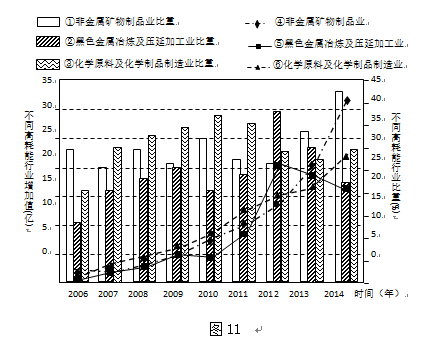 ①非金属矿物制品业比重
④非金属矿物制品业
②黑色金属冶炼及压延加工业比重
⑤黑色金属冶炼及压延加工业
③化学原料及化学制品制造业比重
⑥化学原料及化学制品制造业
不同高耗能行业增加值(亿)
35
30
25
20
15.
10.
5.
0.
45
40
35
30
25
20
15
10
5
0
不同高耗能行业比重(%)
2006 2007 2008 2009 2010 2011 2012 2013 2014 时间（年）
图 11